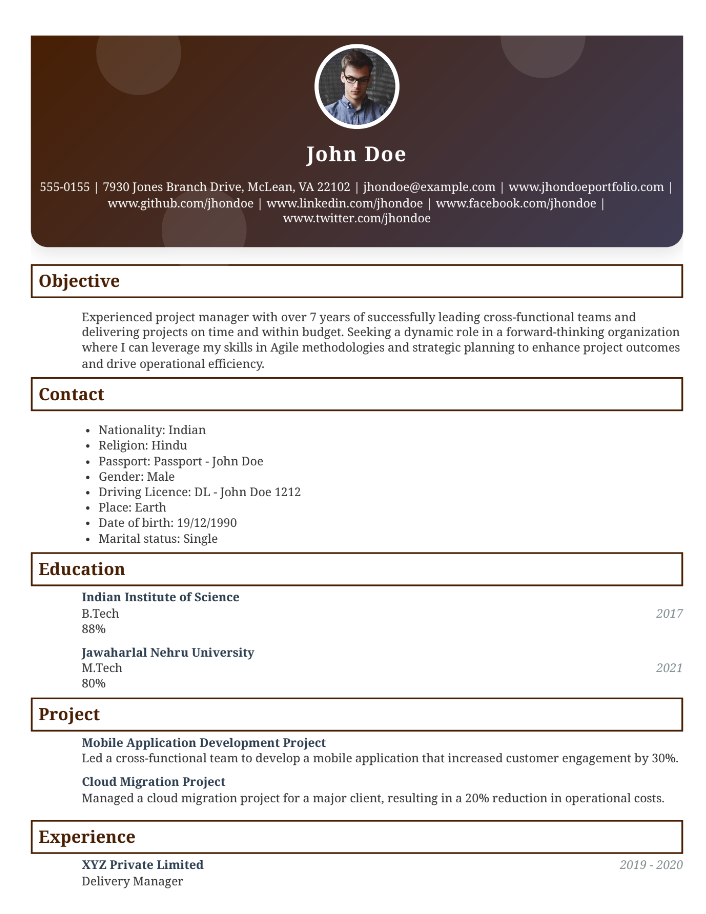 John Doe
555-0155 | 7930 Jones Branch Drive, McLean, VA 22102 | jhondoe@example.com | www.jhondoeportfolio.com |
www.github.com/jhondoe | www.linkedin.com/jhondoe | www.facebook.com/jhondoe |
www.twitter.com/jhondoe
Objective
Experienced project manager with over 7 years of successfully leading cross-functional teams and
delivering projects on time and within budget. Seeking a dynamic role in a forward-thinking organization
where I can leverage my skills in Agile methodologies and strategic planning to enhance project outcomes
and drive operational efficiency.
Contact
• Nationality: Indian
• Religion: Hindu
• Passport: Passport - John Doe
• Gender: Male
• Driving Licence: DL - John Doe 1212
• Place: Earth
• Date of birth: 19/12/1990
• Marital status: Single
Education
Indian Institute of Science
B.Tech 2017
88%
Jawaharlal Nehru University
M.Tech 2021
80%
Project
Mobile Application Development Project
Led a cross-functional team to develop a mobile application that increased customer engagement by 30%.
Cloud Migration Project
Managed a cloud migration project for a major client, resulting in a 20% reduction in operational costs.
Experience
XYZ Private Limited 2019 - 2020
Delivery Manager